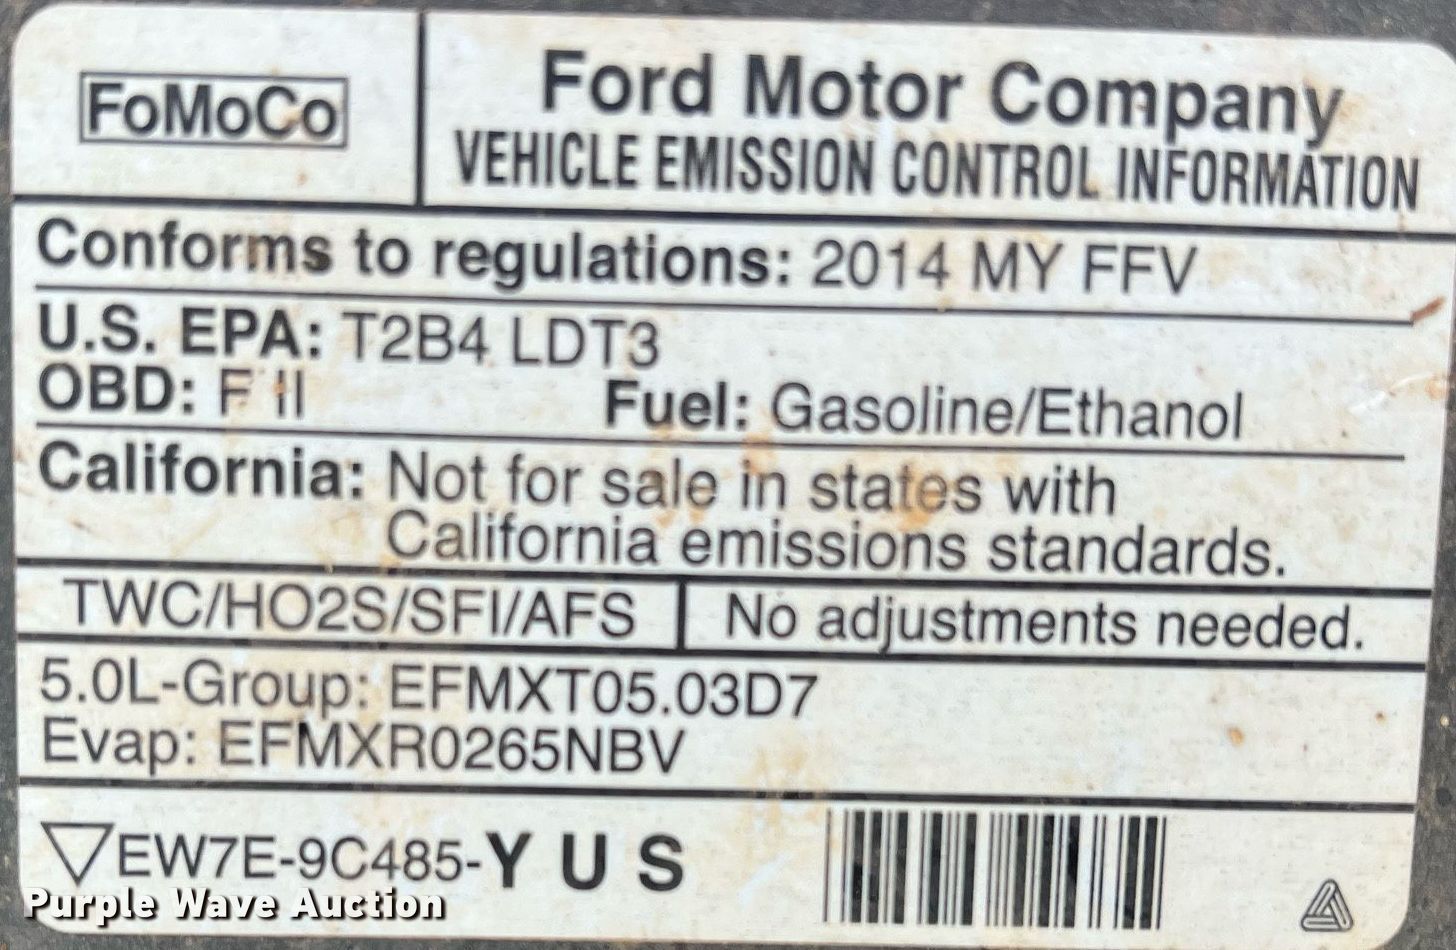 FoMoCo
Ford Motor Company
VEHICLE EMISSION CONTROL INFORMATION
Conforms to regulations: 2014 MY FFV
U.S. EPA: T2B4 LDT3
OBD: F II Fuel: Gasoline/Ethanol
California: Not for sale in states with
California emissions standards.
TWC/HO2S/SFI/AFS No adjustments needed.
5.0L-Group: EFMXT05.03D7
Evap: EFMXR0265NBV
EW7E-9C485-Y U S
Purple Wave Auction